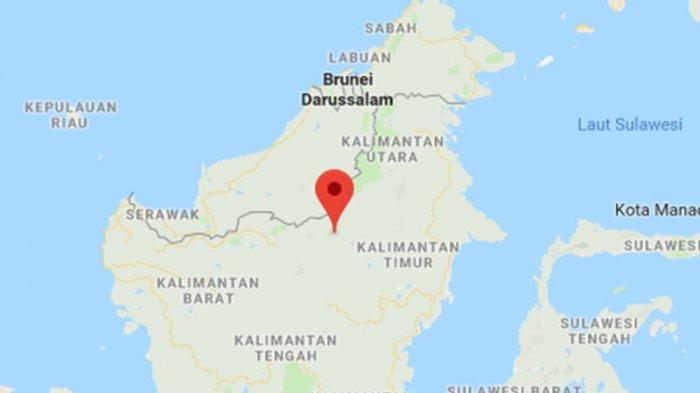 SABAH
LABUAN
Brunei
Darussalam
KEPULAUAN
RIAU
KALIMANTAN
UTARA
Laut Sulawesi
SERAWAK
Kota Manad
SULAWESI
KALIMANTAN
TIMUR
KALIMANTAN
BARAT
SULAWESI
TENGAH
KALIMANTAN
TENGAH
KALIMANTAN
SULAWESI BARAT